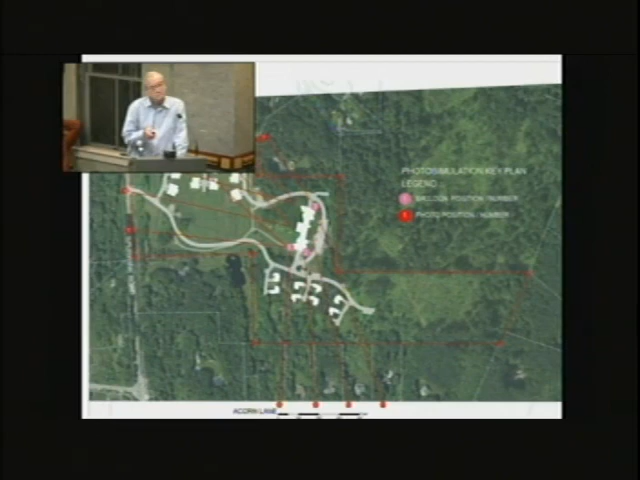 PHOTOSIMULATION KEY PLAN
LEGEND
BALLOON POSITION NUMBER
PHOTO POSITION NUMBER
ACORN LANE